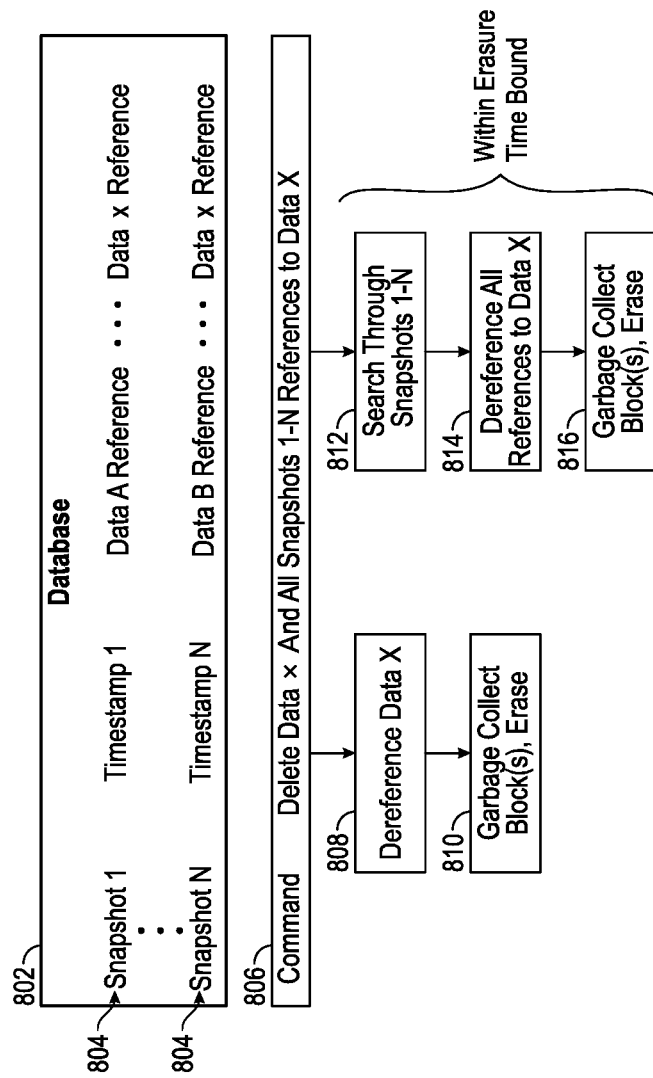 802
Database
804
Snapshot 1 Timestamp 1 Data A Reference ••• Data x Reference
•••
804
Snapshot N Timestamp N Data B Reference ••• Data x Reference
806
Command Delete Data × And All Snapshots 1-N References to Data X
808
Dereference Data X
810
Garbage Collect
Block(s), Erase
812
Search Through
Snapshots 1-N
814
Dereference All
References to Data X
816
Garbage Collect
Block(s), Erase
Within Erasure
Time Bound